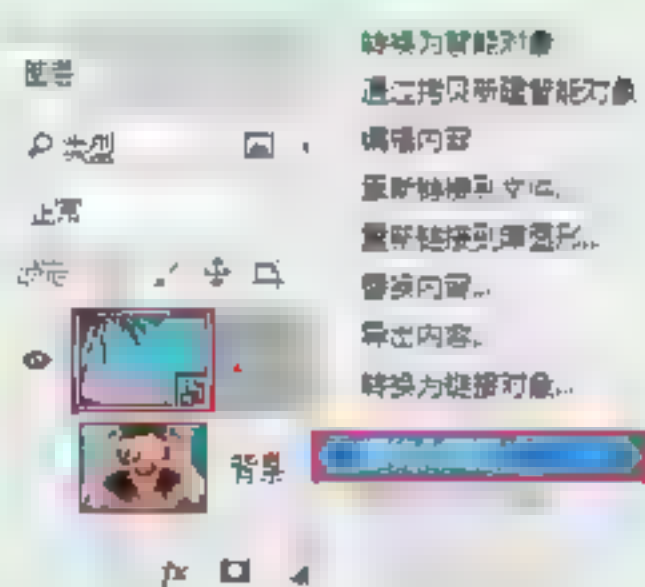 图层
类型
正常
锁定
背景
fx
转换为智能对象
通过拷贝新建智能对象
编辑内容
重新链接到文件...
重新链接到库图形...
替换内容...
导出内容...
转换为链接对象...